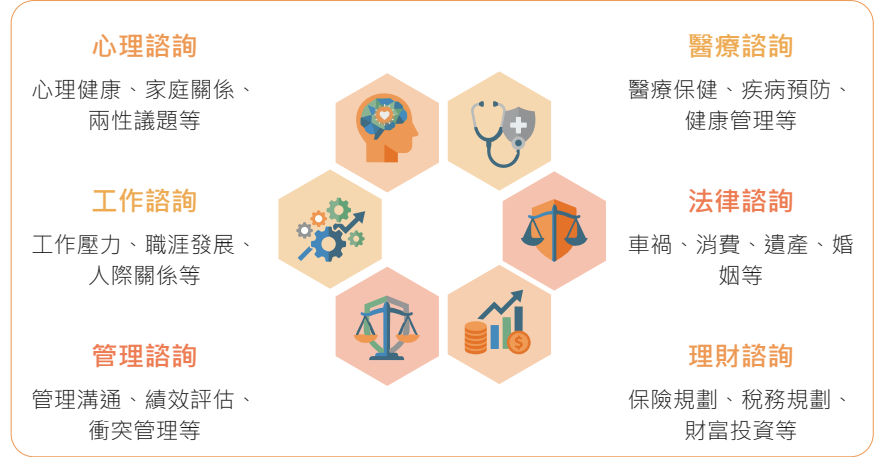 心理諮詢
心理健康、家庭關係、
兩性議題等
工作諮詢
工作壓力、職涯發展、
人際關係等
管理諮詢
管理溝通、績效評估、
衝突管理等
醫療諮詢
醫療保健、疾病預防、
健康管理等
法律諮詢
車禍、消費、遺產、婚
姻等
理財諮詢
保險規劃、稅務規劃、
財富投資等
$